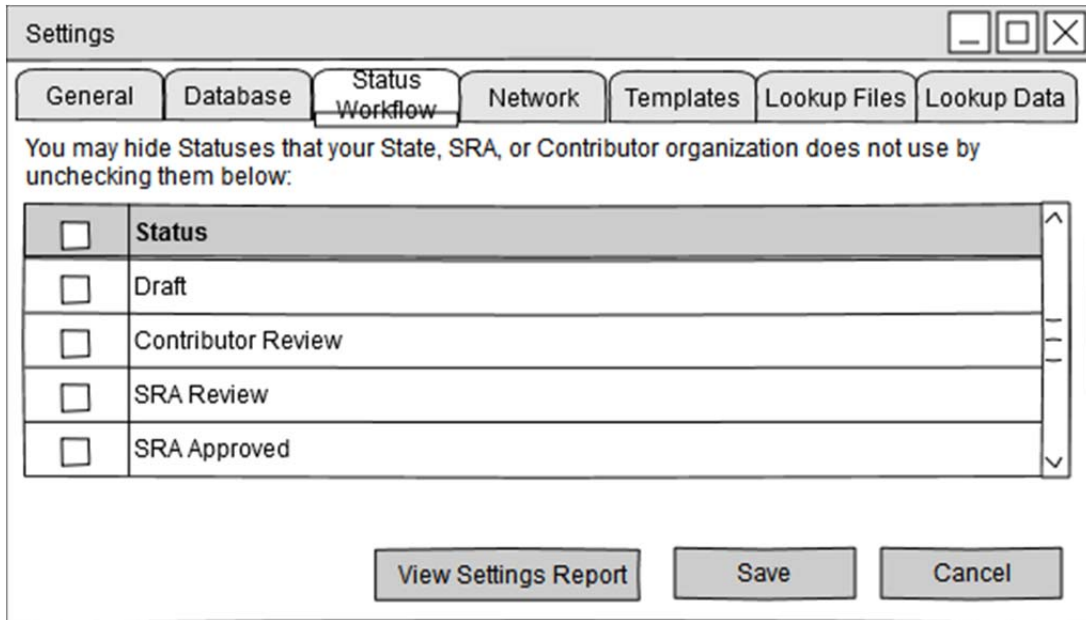 Settings
General Database Status Workflow Network Templates Lookup Files Lookup Data
You may hide Statuses that your State, SRA, or Contributor organization does not use by
unchecking them below:
Status
Draft
Contributor Review
SRA Review
SRA Approved
View Settings Report Save Cancel